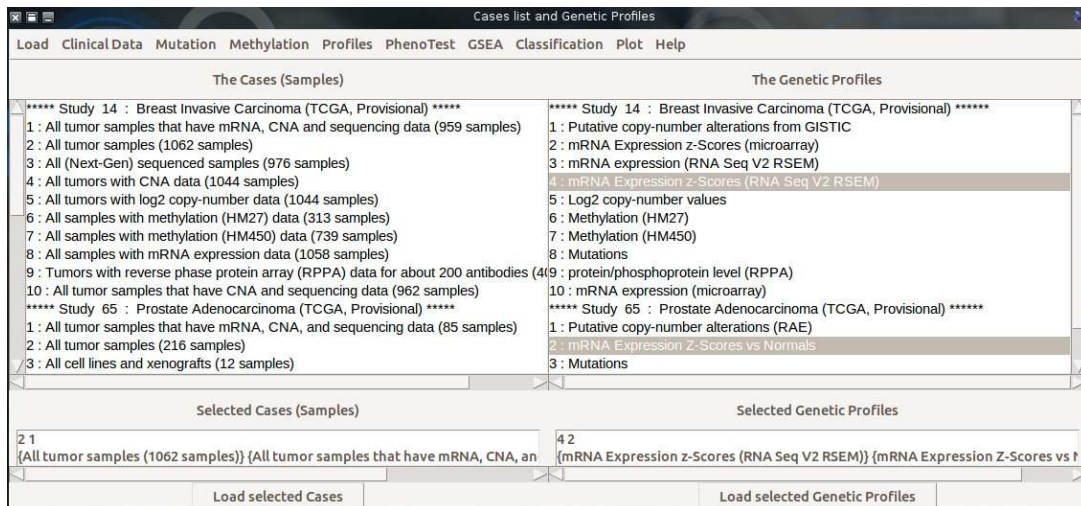 Cases list and Genetic Profiles
Load Clinical Data Mutation Methylation Profiles PhenoTest GSEA Classification Plot Help
The Cases (Samples)
***** Study 14 : Breast Invasive Carcinoma (TCGA, Provisional) *****
1 : All tumor samples that have mRNA, CNA and sequencing data (959 samples)
2 : All tumor samples (1062 samples)
3 : All (Next-Gen) sequenced samples (976 samples)
4 : All tumors with CNA data (1044 samples)
5 : All tumors with log2 copy-number data (1044 samples)
6 : All samples with methylation (HM27) data (313 samples)
7 : All samples with methylation (HM450) data (739 samples)
8 : All samples with mRNA expression data (1058 samples)
9 : Tumors with reverse phase protein array (RPPA) data for about 200 antibodies (40
10 : All tumor samples that have CNA and sequencing data (962 samples)
***** Study 65 : Prostate Adenocarcinoma (TCGA, Provisional) *****
1 : All tumor samples that have mRNA, CNA, and sequencing data (85 samples)
2 : All tumor samples (216 samples)
3 : All cell lines and xenografts (12 samples)
The Genetic Profiles
***** Study 14 : Breast Invasive Carcinoma (TCGA, Provisional) ******
1 : Putative copy-number alterations from GISTIC
2 : mRNA Expression z-Scores (microarray)
3 : mRNA expression (RNA Seq V2 RSEM)
4 : mRNA Expression z-Scores (RNA Seq V2 RSEM)
5 : Log2 copy-number values
6 : Methylation (HM27)
7 : Methylation (HM450)
8 : Mutations
9 : protein/phosphoprotein level (RPPA)
10 : mRNA expression (microarray)
***** Study 65 : Prostate Adenocarcinoma (TCGA, Provisional) ******
1 : Putative copy-number alterations (RAE)
2 : mRNA Expression Z-Scores vs Normals
3 : Mutations
Selected Cases (Samples)
2 1
{All tumor samples (1062 samples)} {All tumor samples that have mRNA, CNA, an
Load selected Cases
Selected Genetic Profiles
4 2
{mRNA Expression z-Scores (RNA Seq V2 RSEM)} {mRNA Expression Z-Scores vs
Load selected Genetic Profiles